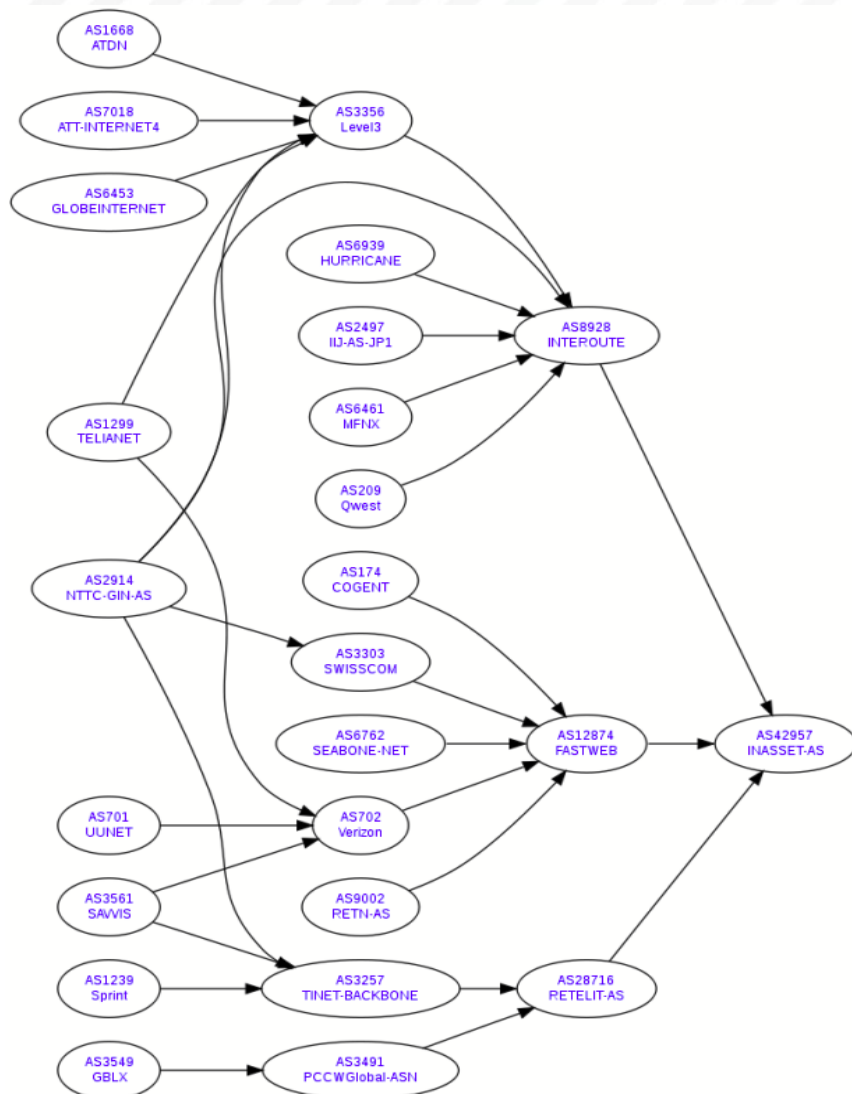 AS1668
ATDN
AS7018
ATT-INTERNET4
AS3356
Level3
AS6453
GLOBEINTERNET
AS6939
HURRICANE
AS2497
IIJ-AS-JP1
AS8928
INTEROUTE
AS6461
MFNX
AS1299
TELIANET
AS209
Qwest
AS174
COGENT
AS2914
NTTC-GIN-AS
AS3303
SWISSCOM
AS6762
SEABONE-NET
AS12874
FASTWEB
AS42957
INASSET-AS
AS701
UUNET
AS702
Verizon
AS3561
SAVVIS
AS9002
RETN-AS
AS1239
Sprint
AS3257
TINET-BACKBONE
AS28716
RETELIT-AS
AS3549
GBLX
AS3491
PCCWGlobal-ASN